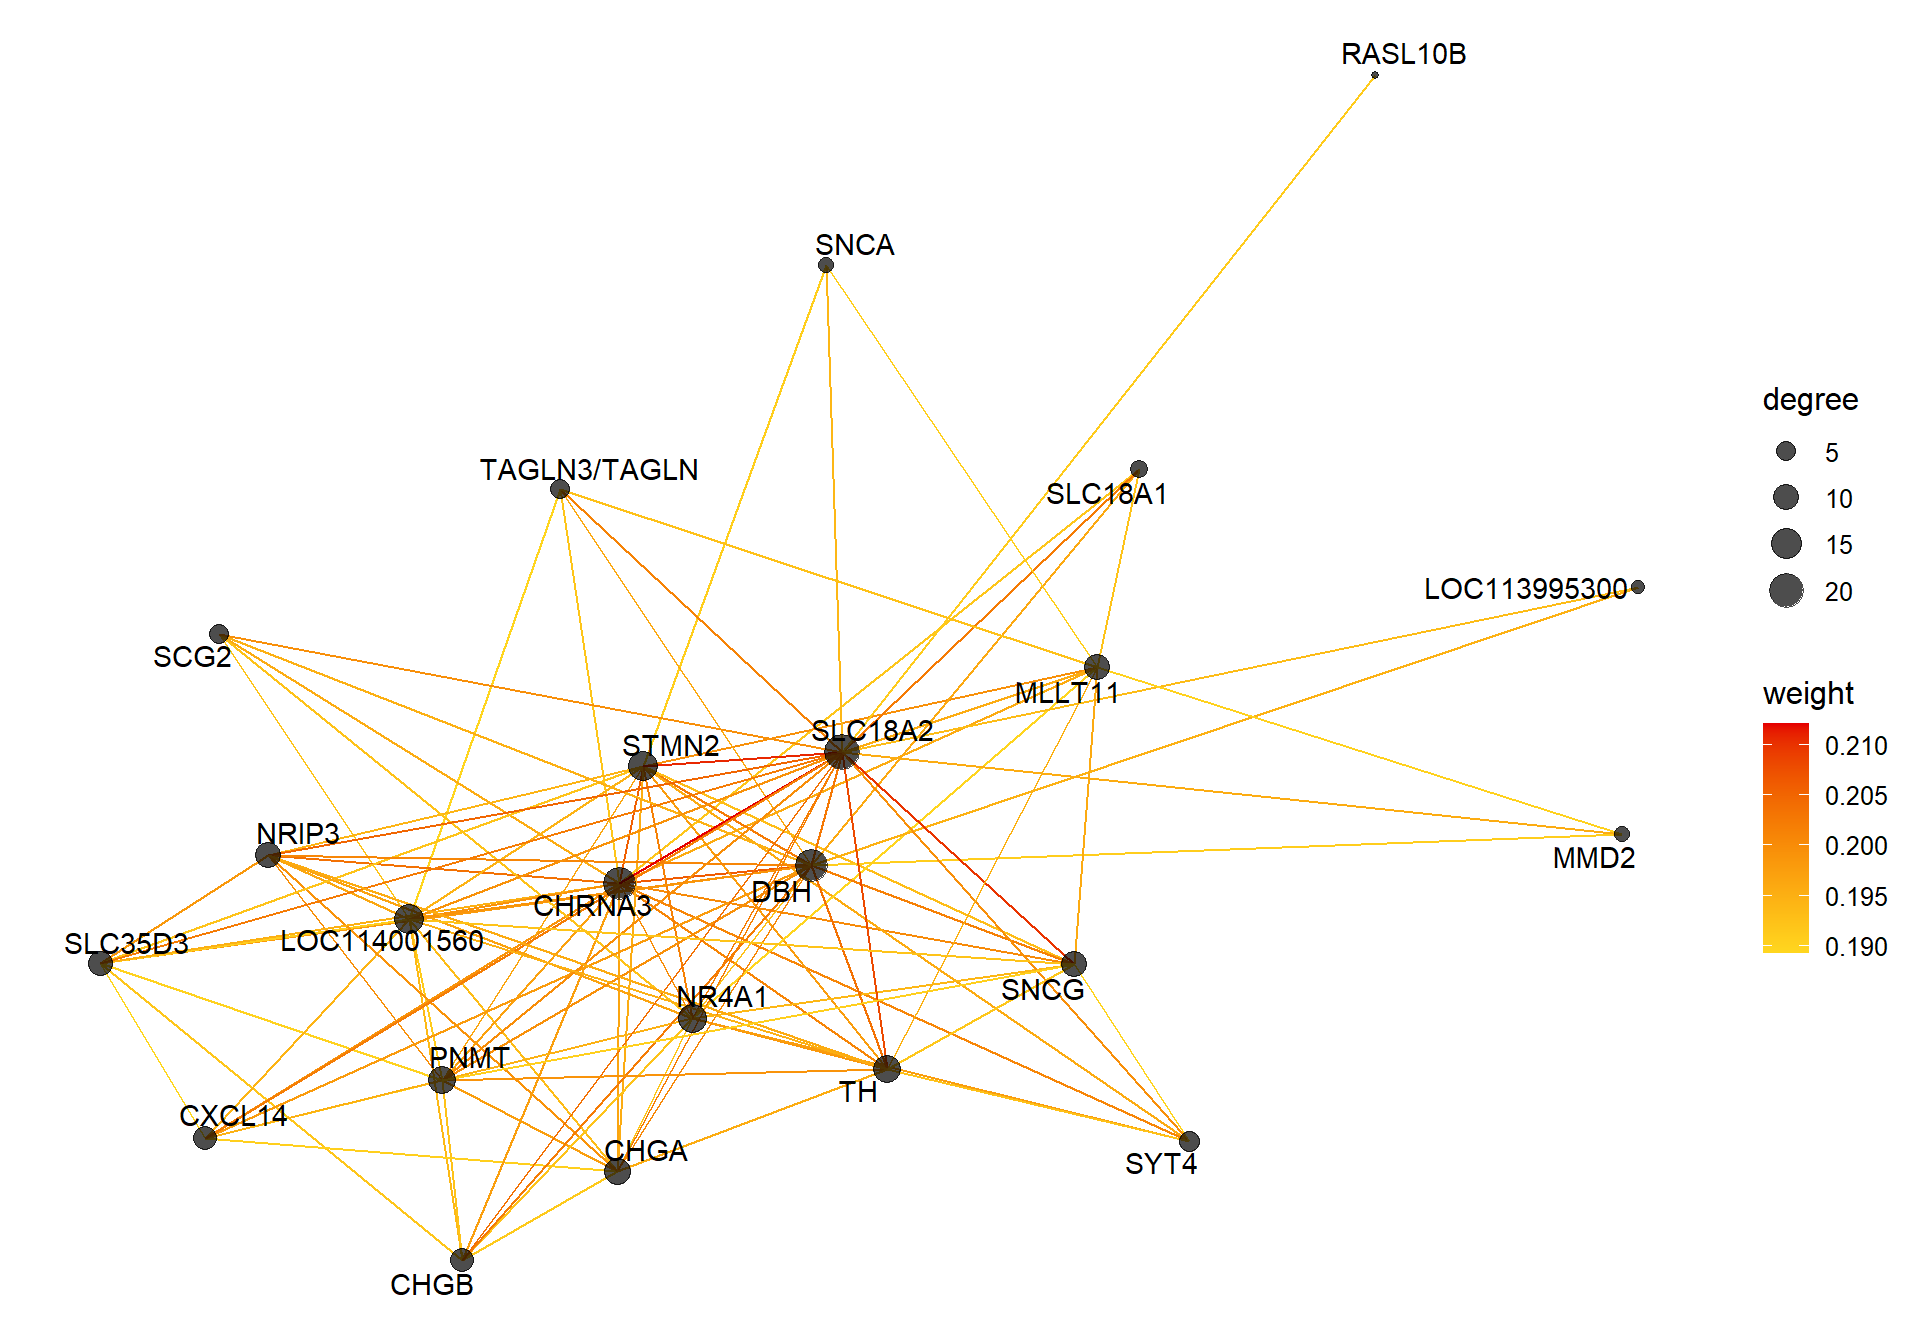 RASL10B
SNCA
TAGLN3/TAGLN
SLC18A1
LOC113995300
SCG2
MLLT11
SLC18A2
STMN2
NRIP3
MMD2
DBH
CHRNA3
LOC114001560
SLC35D3
SNCG
NR4A1
PNMT
TH
CXCL14
CHGA
SYT4
CHGB
degree
5
10
15
20
weight
0.210
0.205
0.200
0.195
0.190